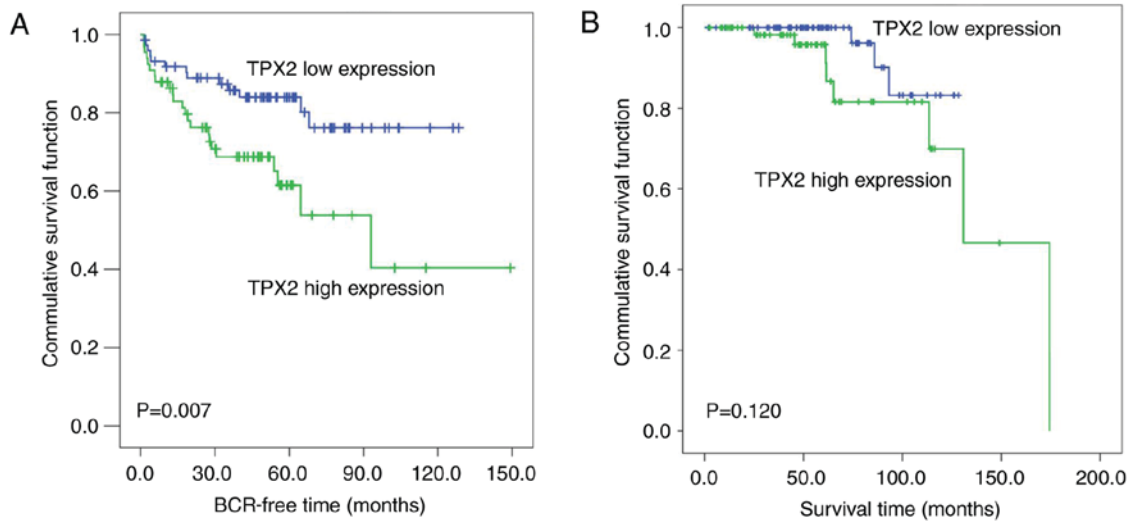 A
Commulative survival function
1.0
0.8
0.6
0.4
0.2
0.0
TPX2 low expression
TPX2 high expression
P=0.007
0.0 30.0 60.0 90.0 120.0 150.0
BCR-free time (months)
B
Commulative survival function
1.0
0.8
0.6
0.4
0.2
0.0
TPX2 low expression
TPX2 high expression
P=0.120
0.0 50.0 100.0 150.0 200.0
Survival time (months)